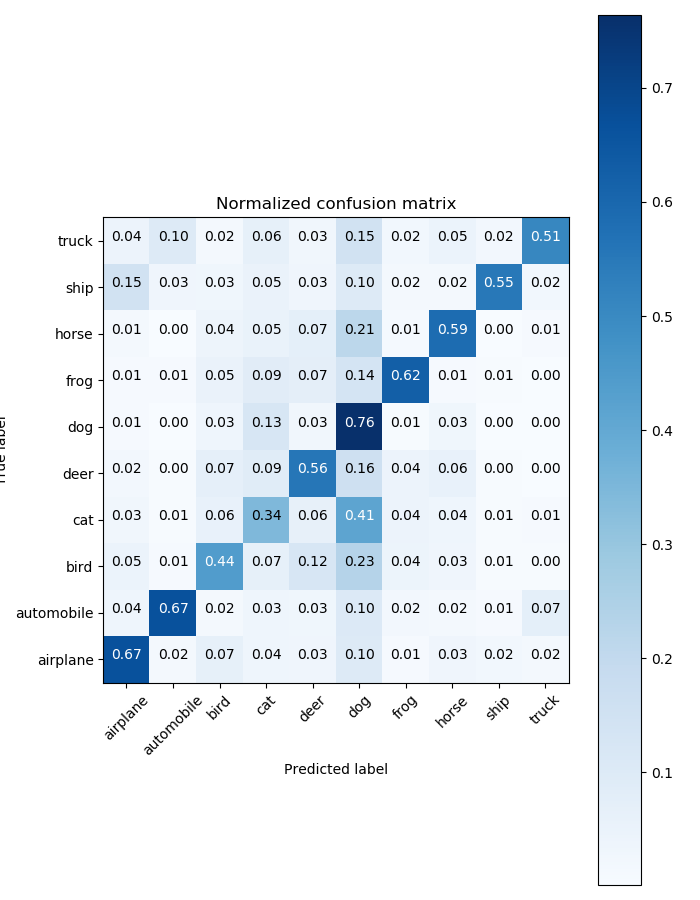 Normalized confusion matrix
truck 0.04 0.10 0.02 0.06 0.03 0.15 0.02 0.05 0.02 0.51
ship 0.15 0.03 0.03 0.05 0.03 0.10 0.02 0.02 0.55 0.02
horse 0.01 0.00 0.04 0.05 0.07 0.21 0.01 0.59 0.00 0.01
frog 0.01 0.01 0.05 0.09 0.07 0.14 0.62 0.01 0.01 0.00
dog 0.01 0.00 0.03 0.13 0.03 0.76 0.01 0.03 0.00 0.00
deer 0.02 0.00 0.07 0.09 0.56 0.16 0.04 0.06 0.00 0.00
cat 0.03 0.01 0.06 0.34 0.06 0.41 0.04 0.04 0.01 0.01
bird 0.05 0.01 0.44 0.07 0.12 0.23 0.04 0.03 0.01 0.00
automobile 0.04 0.67 0.02 0.03 0.03 0.10 0.02 0.02 0.01 0.07
airplane 0.67 0.02 0.07 0.04 0.03 0.10 0.01 0.03 0.02 0.02
airplane automobile bird cat deer dog frog horse ship truck
Predicted label
True label
0.7
0.6
0.5
0.4
0.3
0.2
0.1